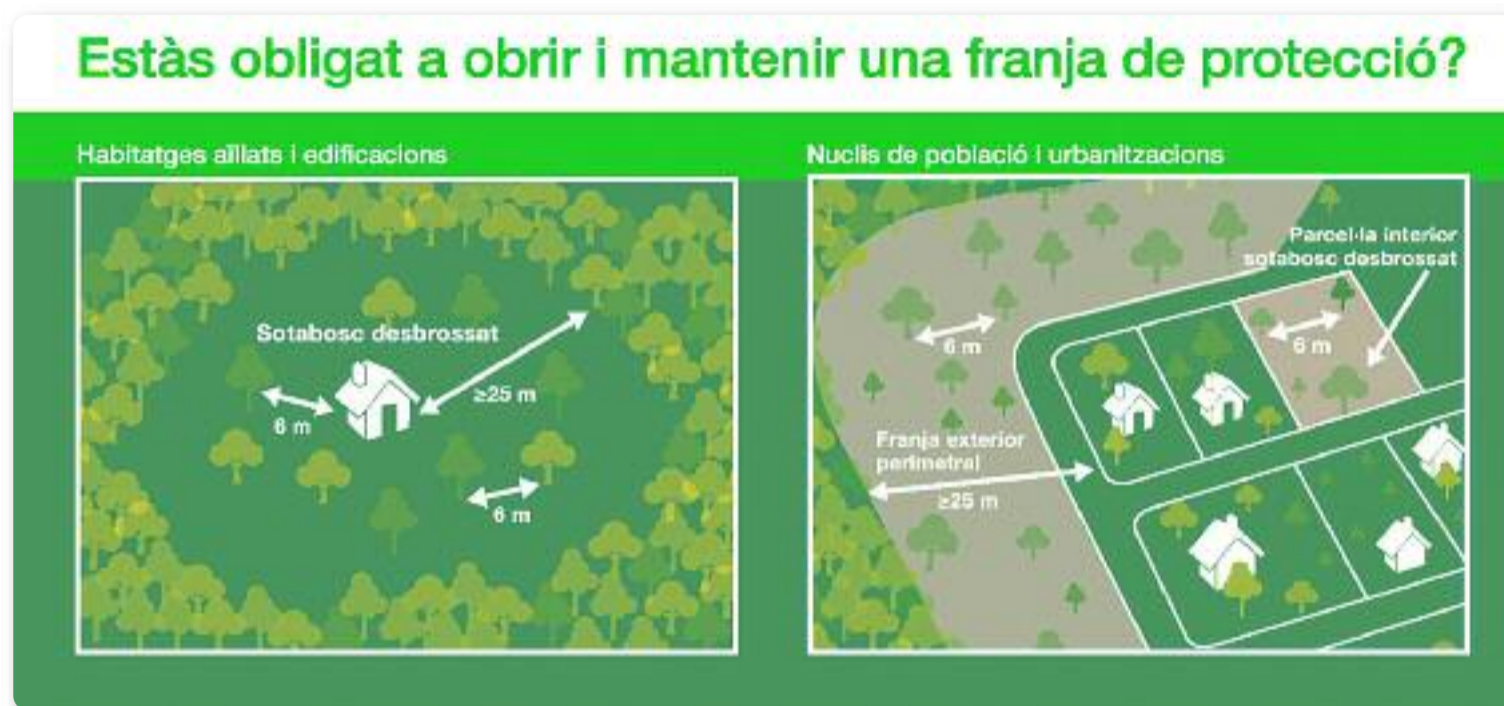 Estàs obligat a obrir i mantenir una franja de protecció?
Habitatges aïllats i edificacions
Sotabosc desbrossat
≥25 m
6 m
6 m
Nuclis de població i urbanitzacions
Parcel·la interior
sotabosc desbrossat
6 m
6 m
Franja exterior
perimetral
≥25 m